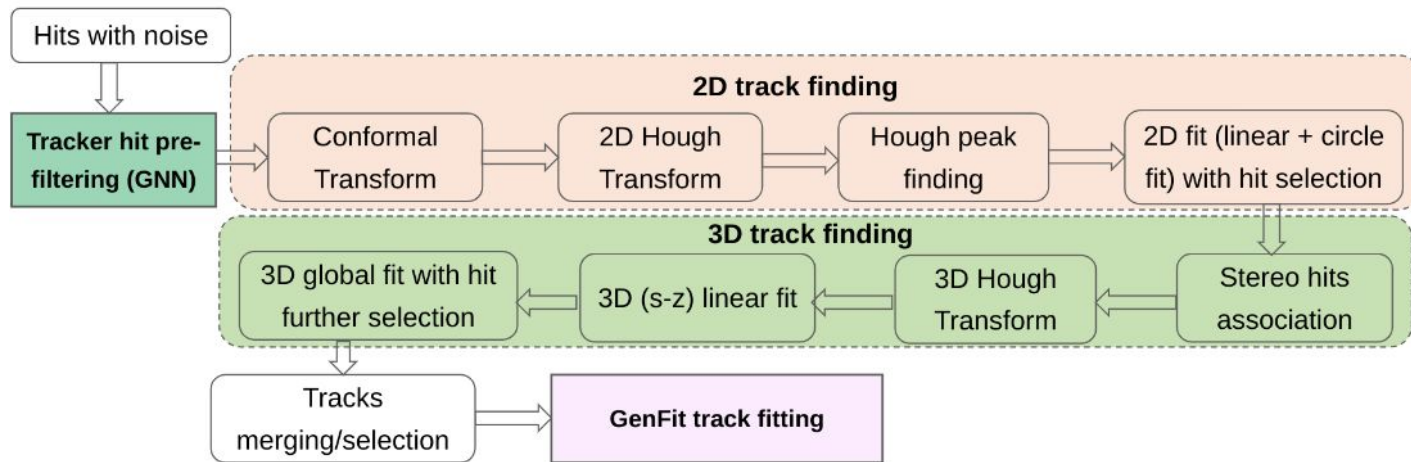 Hits with noise
Tracker hit pre-
filtering (GNN)
2D track finding
Conformal
Transform
2D Hough
Transform
Hough peak
finding
2D fit (linear + circle
fit) with hit selection
3D track finding
Stereo hits
association
3D Hough
Transform
3D (s-z) linear fit
3D global fit with hit
further selection
Tracks
merging/selection
GenFit track fitting